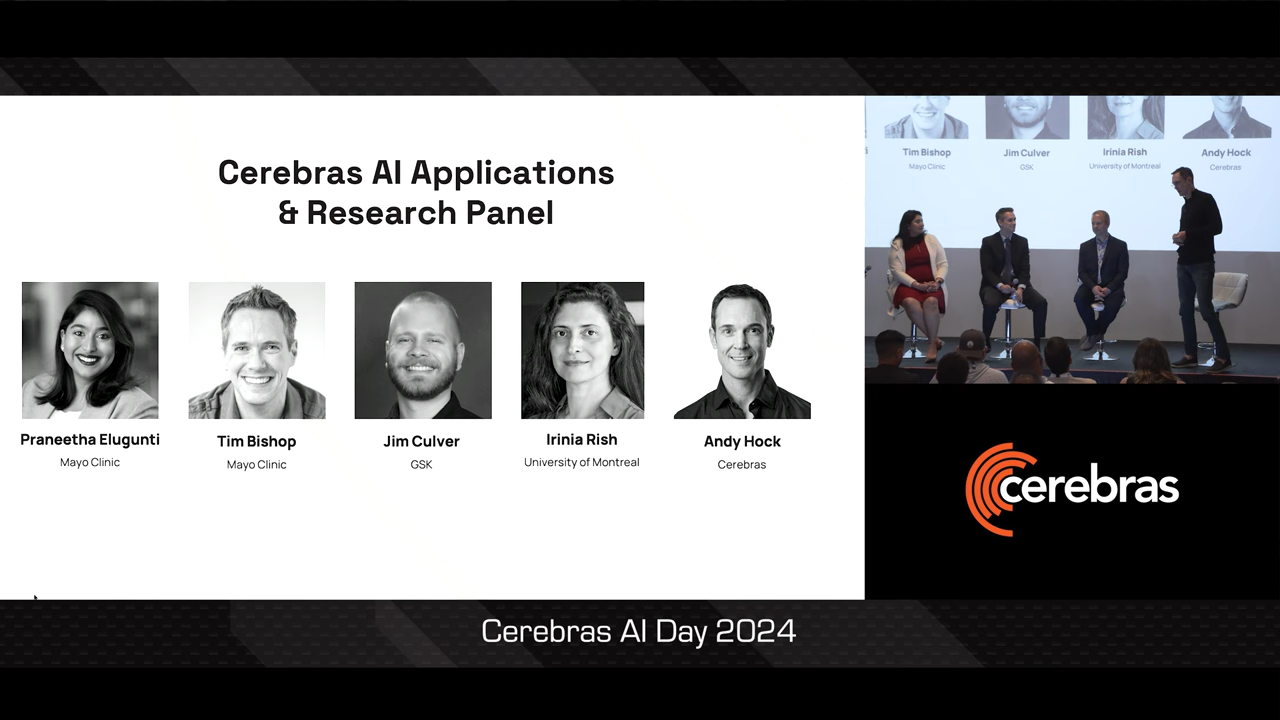 Cerebras AI Applications
& Research Panel
Praneetha Elugunti
Mayo Clinic
Tim Bishop
Mayo Clinic
Jim Culver
GSK
Irinia Rish
University of Montreal
Andy Hock
Cerebras
Tim Bishop
Mayo Clinic
Jim Culver
GSK
Irinia Rish
University of Montreal
Andy Hock
Cerebras
cerebras
Cerebras AI Day 2024